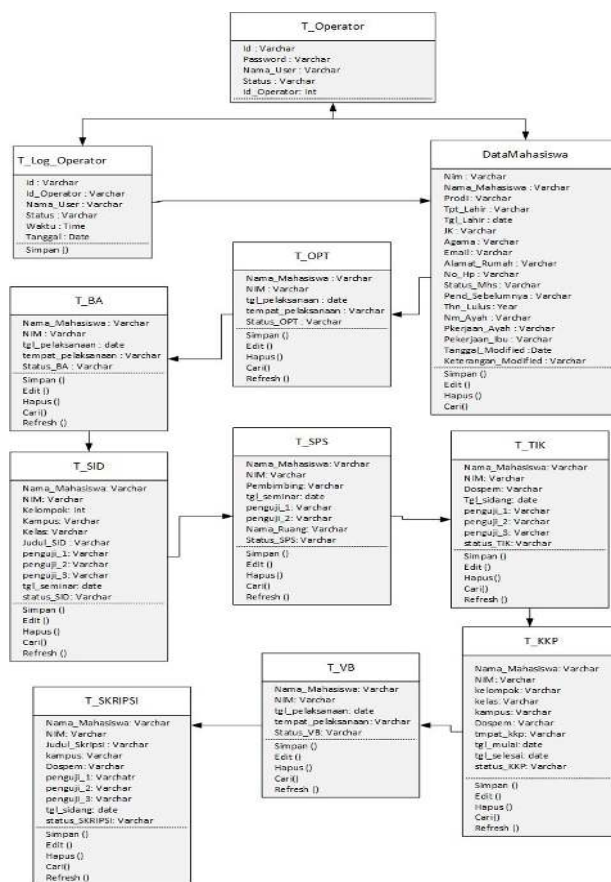 T_Operator
Id : Varchar
Password : Varchar
Nama_User : Varchar
Status : Varchar
Id_Operator: Int
T_Log_Operator
Id : Varchar
Id_Operator : Varchar
Nama_User : Varchar
Status : Varchar
Waktu : Time
Tanggal : Date
Simpan ()
DataMahasiswa
Nim : Varchar
Nama_Mahasiswa : Varchar
Prodi : Varchar
Tpt_Lahir : Varchar
Tgl_Lahir : date
JK : Varchar
Agama : Varchar
Email : Varchar
Alamat_Rumah : Varchar
No_Hp : Varchar
Status_Mhs : Varchar
Pend_Sebelumnya : Varchar
Thn_Lulus : Year
Nm_Ayah : Varchar
Pkerjaan_Ayah : Varchar
Pekerjaan_Ibu : Varchar
Tanggal_Modified :Date
Keterangan_Modified : Varchar
Simpan ()
Edit ()
Hapus ()
Cari()
T_OPT
Nama_Mahasiswa : Varchar
NIM : Varchar
tgl_pelaksanaan : date
tempat_pelaksanaan : Varchar
Status_OPT : Varchar
Simpan ()
Edit ()
Hapus ()
Cari()
Refresh ()
T_BA
Nama_Mahasiswa : Varchar
NIM : Varchar
tgl_pelaksanaan : date
tempat_pelaksanaan : Varchar
Status_BA : Varchar
Simpan ()
Edit ()
Hapus ()
Cari()
Refresh ()
T_SID
Nama_Mahasiswa: Varchar
NIM: Varchar
Kelompok: Int
Kampus: Varchar
Kelas: Varchar
Judul_SID : Varchar
penguji_1: Varchar
penguji_2: Varchar
penguji_3: Varchar
tgl_seminar: date
status_SID: Varchar
Simpan ()
Edit ()
Hapus ()
Cari()
Refresh ()
T_SPS
Nama_Mahasiswa: Varchar
NIM: Varchar
Pembimbing: Varchar
tgl_seminar: date
penguji_1: Varchar
penguji_2: Varchar
Nama_Ruang: Varchar
Status_SPS: Varchar
Simpan ()
Edit ()
Hapus ()
Cari()
Refresh ()
T_TIK
Nama_Mahasiswa: Varchar
NIM: Varchar
Dospem: Varchar
Tgl_sidang: date
penguji_1: Varchar
penguji_2: Varchar
penguji_3: Varchar
status_TIK: Varchar
Simpan ()
Edit ()
Hapus ()
Cari()
Refresh ()
T_KKP
Nama_Mahasiswa: Varchar
NIM: Varchar
kelompok: Varchar
kelas: Varchar
kampus: Varchar
Dospem: Varchar
tmpat_kkp: Varchar
tgl_mulai: date
tgl_selesai: date
status_KKP: Varchar
Simpan ()
Edit ()
Hapus ()
Cari()
Refresh ()
T_VB
Nama_Mahasiswa: Varchar
NIM: Varchar
tgl_pelaksanaan: date
tempat_pelaksanaan: Varchar
Status_VB: Varchar
Simpan ()
Edit ()
Hapus ()
Cari()
Refresh ()
T_SKRIPSI
Nama_Mahasiswa: Varchar
NIM: Varchar
Judul_Skripsi : Varchar
kampus: Varchar
Dospem: Varchar
penguji_1: Varchatr
penguji_2: Varchar
penguji_3: Varchar
tgl_sidang: date
status_SKRIPSI: Varchar
Simpan ()
Edit ()
Hapus ()
Cari()
Refresh ()